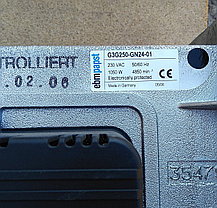 ebmpapst
G3G250-GN24-01
230 VAC 50/60 Hz
1050 W 4850 min⁻¹
Electronically protected
Made in Germany
TROLLIERT
.02.06
3547